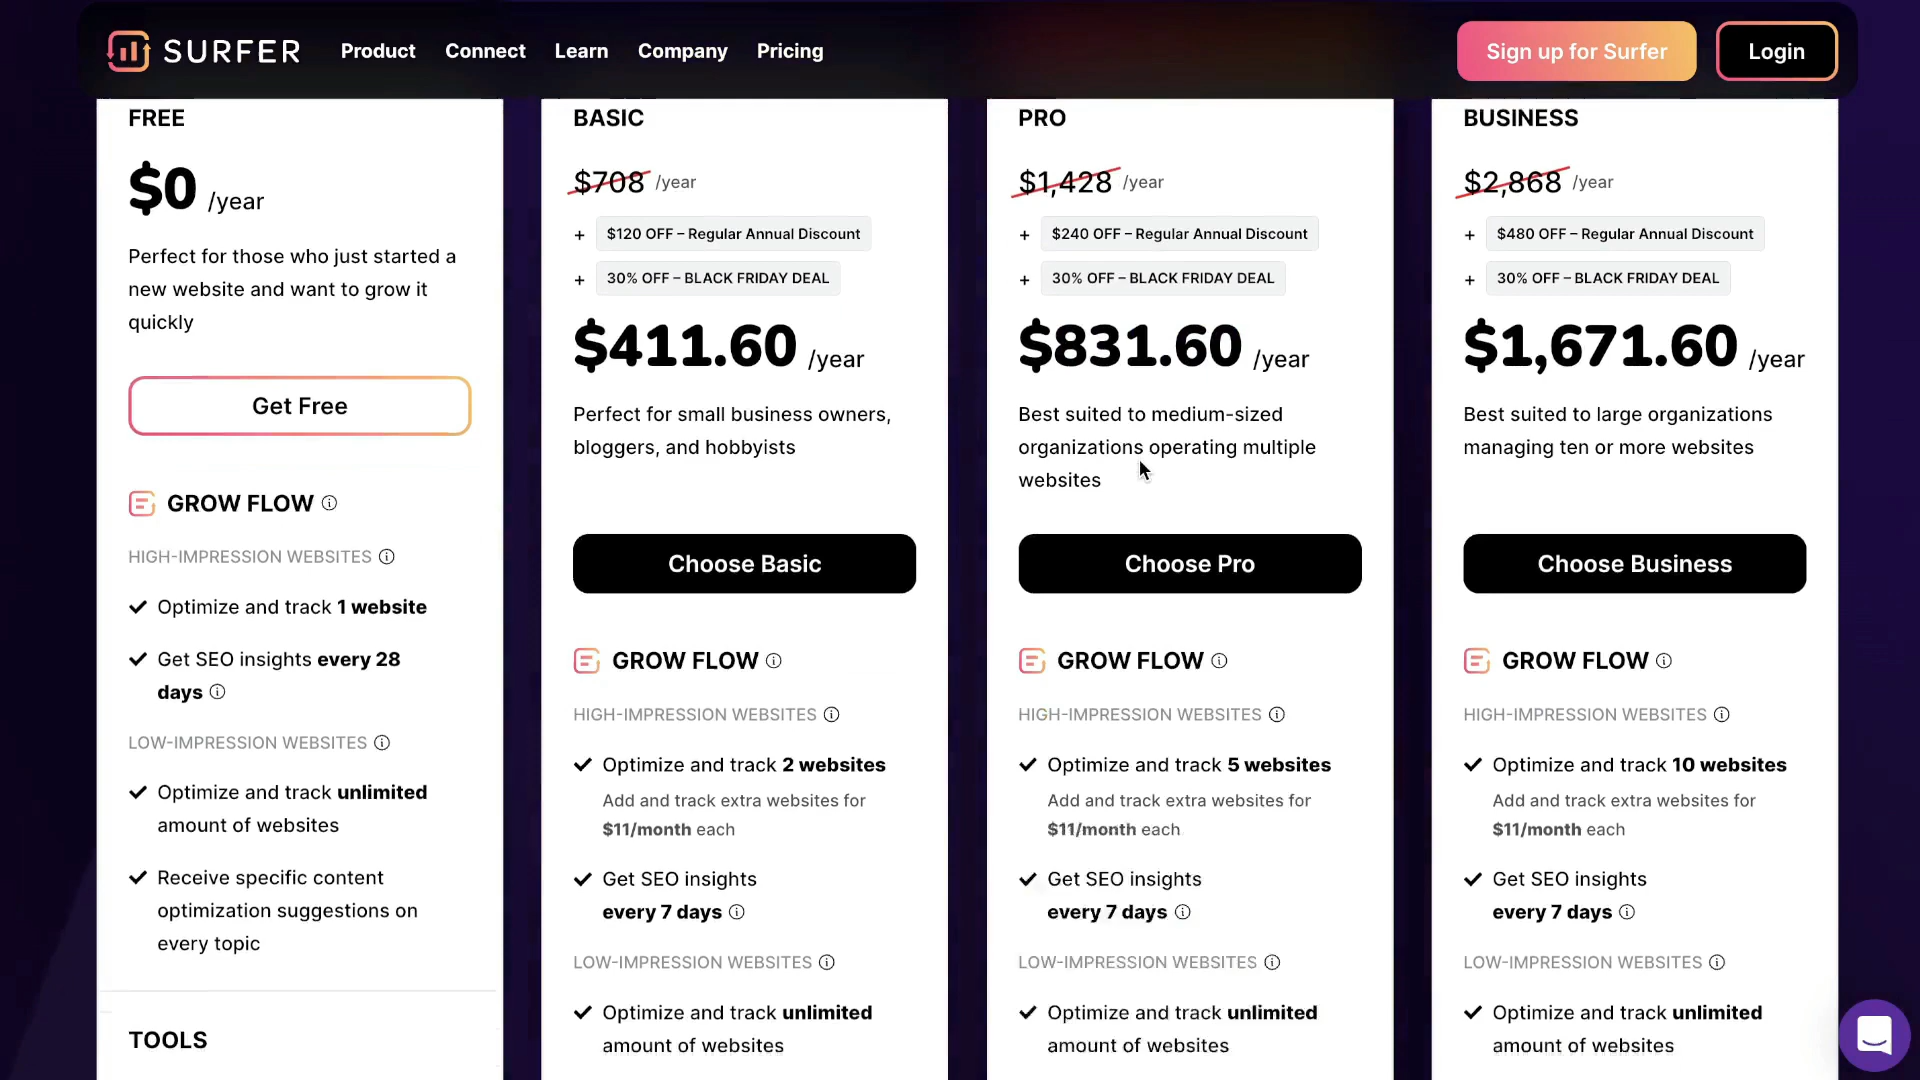 SURFER Product Connect Learn Company Pricing Sign up for Surfer Login
FREE
$0 /year
Perfect for those who just started a
new website and want to grow it
quickly
Get Free
GROW FLOW
HIGH-IMPRESSION WEBSITES
Optimize and track 1 website
Get SEO insights every 28
days
LOW-IMPRESSION WEBSITES
Optimize and track unlimited
amount of websites
Receive specific content
optimization suggestions on
every topic
TOOLS
BASIC
$708 /year
+ $120 OFF – Regular Annual Discount
+ 30% OFF – BLACK FRIDAY DEAL
$411.60 /year
Perfect for small business owners,
bloggers, and hobbyists
Choose Basic
GROW FLOW
HIGH-IMPRESSION WEBSITES
Optimize and track 2 websites
Add and track extra websites for
$11/month each
Get SEO insights
every 7 days
LOW-IMPRESSION WEBSITES
Optimize and track unlimited
amount of websites
PRO
$1,428 /year
+ $240 OFF – Regular Annual Discount
+ 30% OFF – BLACK FRIDAY DEAL
$831.60 /year
Best suited to medium-sized
organizations operating multiple
websites
Choose Pro
GROW FLOW
HIGH-IMPRESSION WEBSITES
Optimize and track 5 websites
Add and track extra websites for
$11/month each
Get SEO insights
every 7 days
LOW-IMPRESSION WEBSITES
Optimize and track unlimited
amount of websites
BUSINESS
$2,868 /year
+ $480 OFF – Regular Annual Discount
+ 30% OFF – BLACK FRIDAY DEAL
$1,671.60 /year
Best suited to large organizations
managing ten or more websites
Choose Business
GROW FLOW
HIGH-IMPRESSION WEBSITES
Optimize and track 10 websites
Add and track extra websites for
$11/month each
Get SEO insights
every 7 days
LOW-IMPRESSION WEBSITES
Optimize and track unlimited
amount of websites